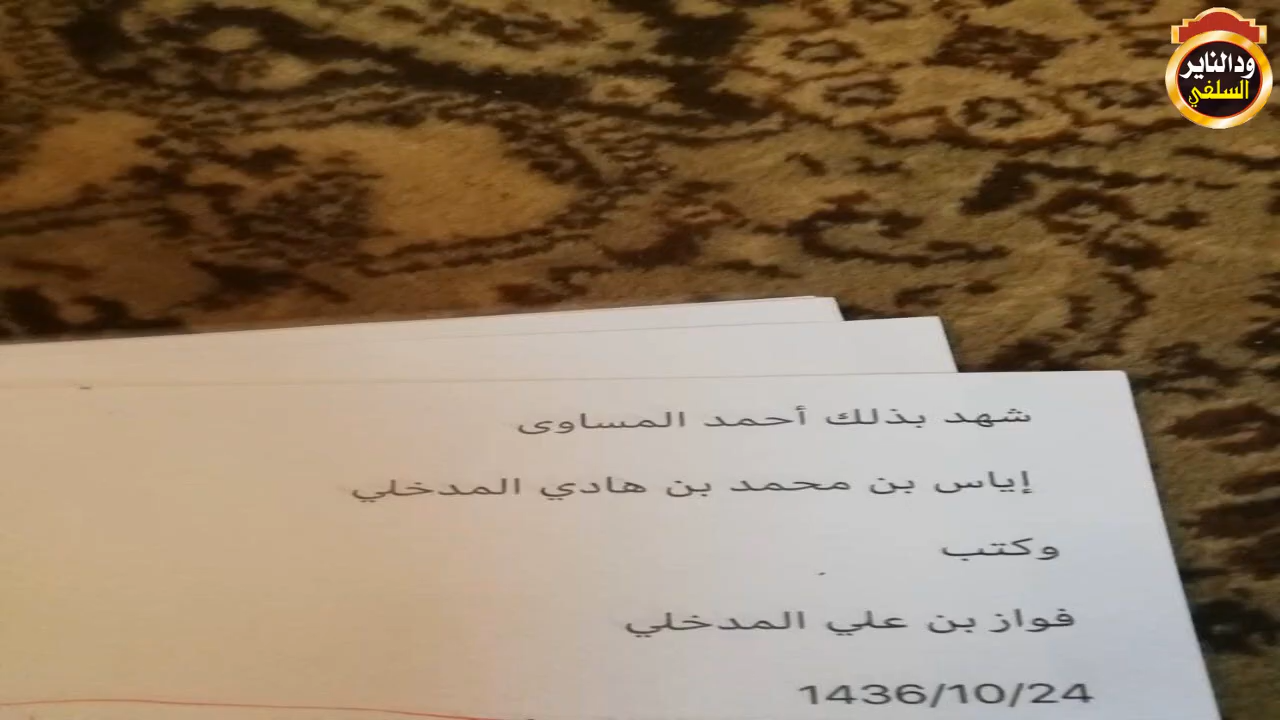 ودالناير
السلفي
شهد بذلك أحمد المساوى
إياس بن محمد بن هادي المدخلي
وكتب
فواز بن علي المدخلي
1436/10/24